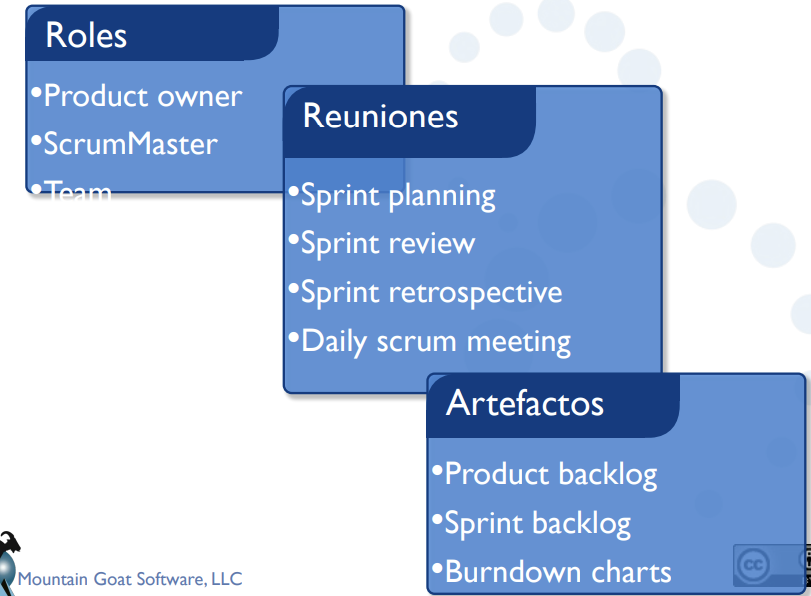 Roles
•Product owner
•ScrumMaster
•Team
Reuniones
•Sprint planning
•Sprint review
•Sprint retrospective
•Daily scrum meeting
Artefactos
•Product backlog
•Sprint backlog
•Burndown charts
Mountain Goat Software, LLC
cc